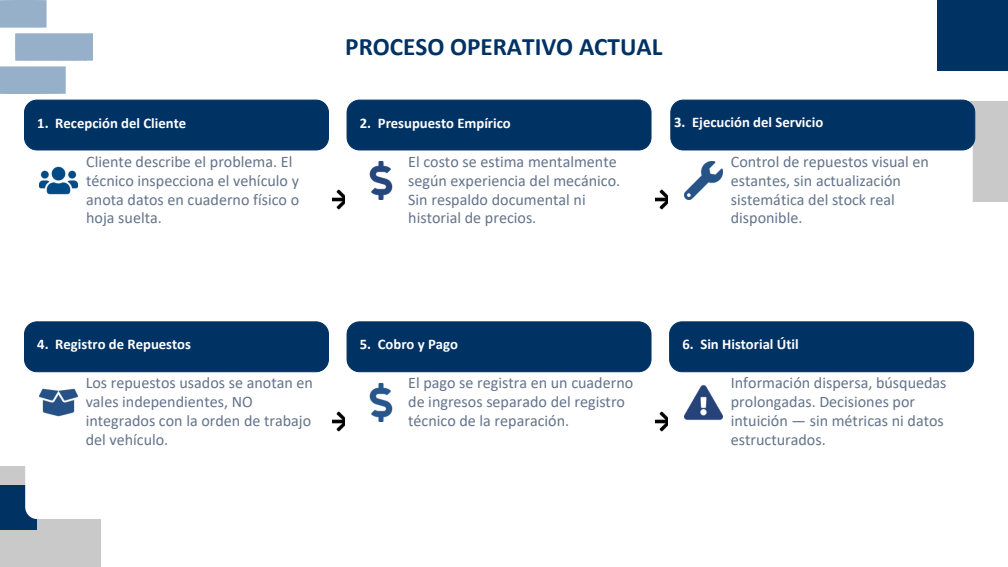 PROCESO OPERATIVO ACTUAL
1. Recepción del Cliente
Cliente describe el problema. El
técnico inspecciona el vehículo y
anota datos en cuaderno físico o
hoja suelta.
2. Presupuesto Empírico
El costo se estima mentalmente
según experiencia del mecánico.
Sin respaldo documental ni
historial de precios.
3. Ejecución del Servicio
Control de repuestos visual en
estantes, sin actualización
sistemática del stock real
disponible.
4. Registro de Repuestos
Los repuestos usados se anotan en
vales independientes, NO
integrados con la orden de trabajo
del vehículo.
5. Cobro y Pago
El pago se registra en un cuaderno
de ingresos separado del registro
técnico de la reparación.
6. Sin Historial Útil
Información dispersa, búsquedas
prolongadas. Decisiones por
intuición — sin métricas ni datos
estructurados.